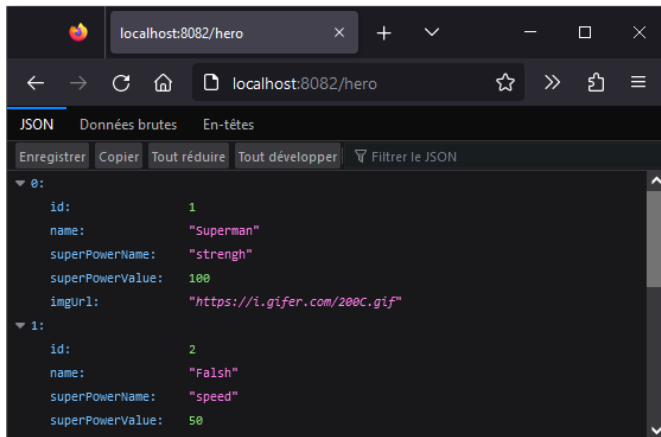 localhost:8082/hero
localhost:8082/hero
JSON Données brutes En-têtes
Enregistrer Copier Tout réduire Tout développer Filtrer le JSON
0:
id: 1
name: "Superman"
superPowerName: "strengh"
superPowerValue: 100
imgUrl: "https://i.gifer.com/200C.gif"
1:
id: 2
name: "Falsh"
superPowerName: "speed"
superPowerValue: 50